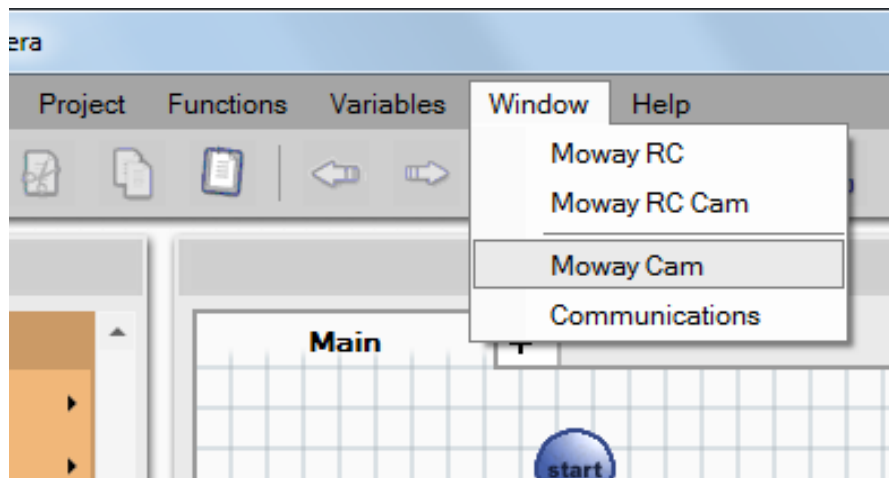 era
Project Functions Variables Window Help
Moway RC
Moway RC Cam
Moway Cam
Communications
Main +
start